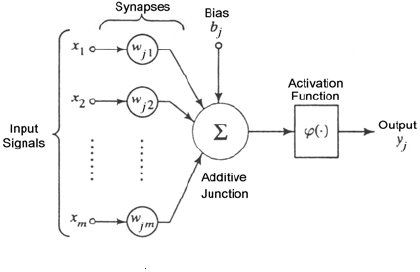 Synapses
Bias
b_j
x_1
w_j1
Activation
Function
x_2
w_j2
Input
Signals
Σ
φ(·)
Output
y_j
Additive
Junction
x_m
w_jm